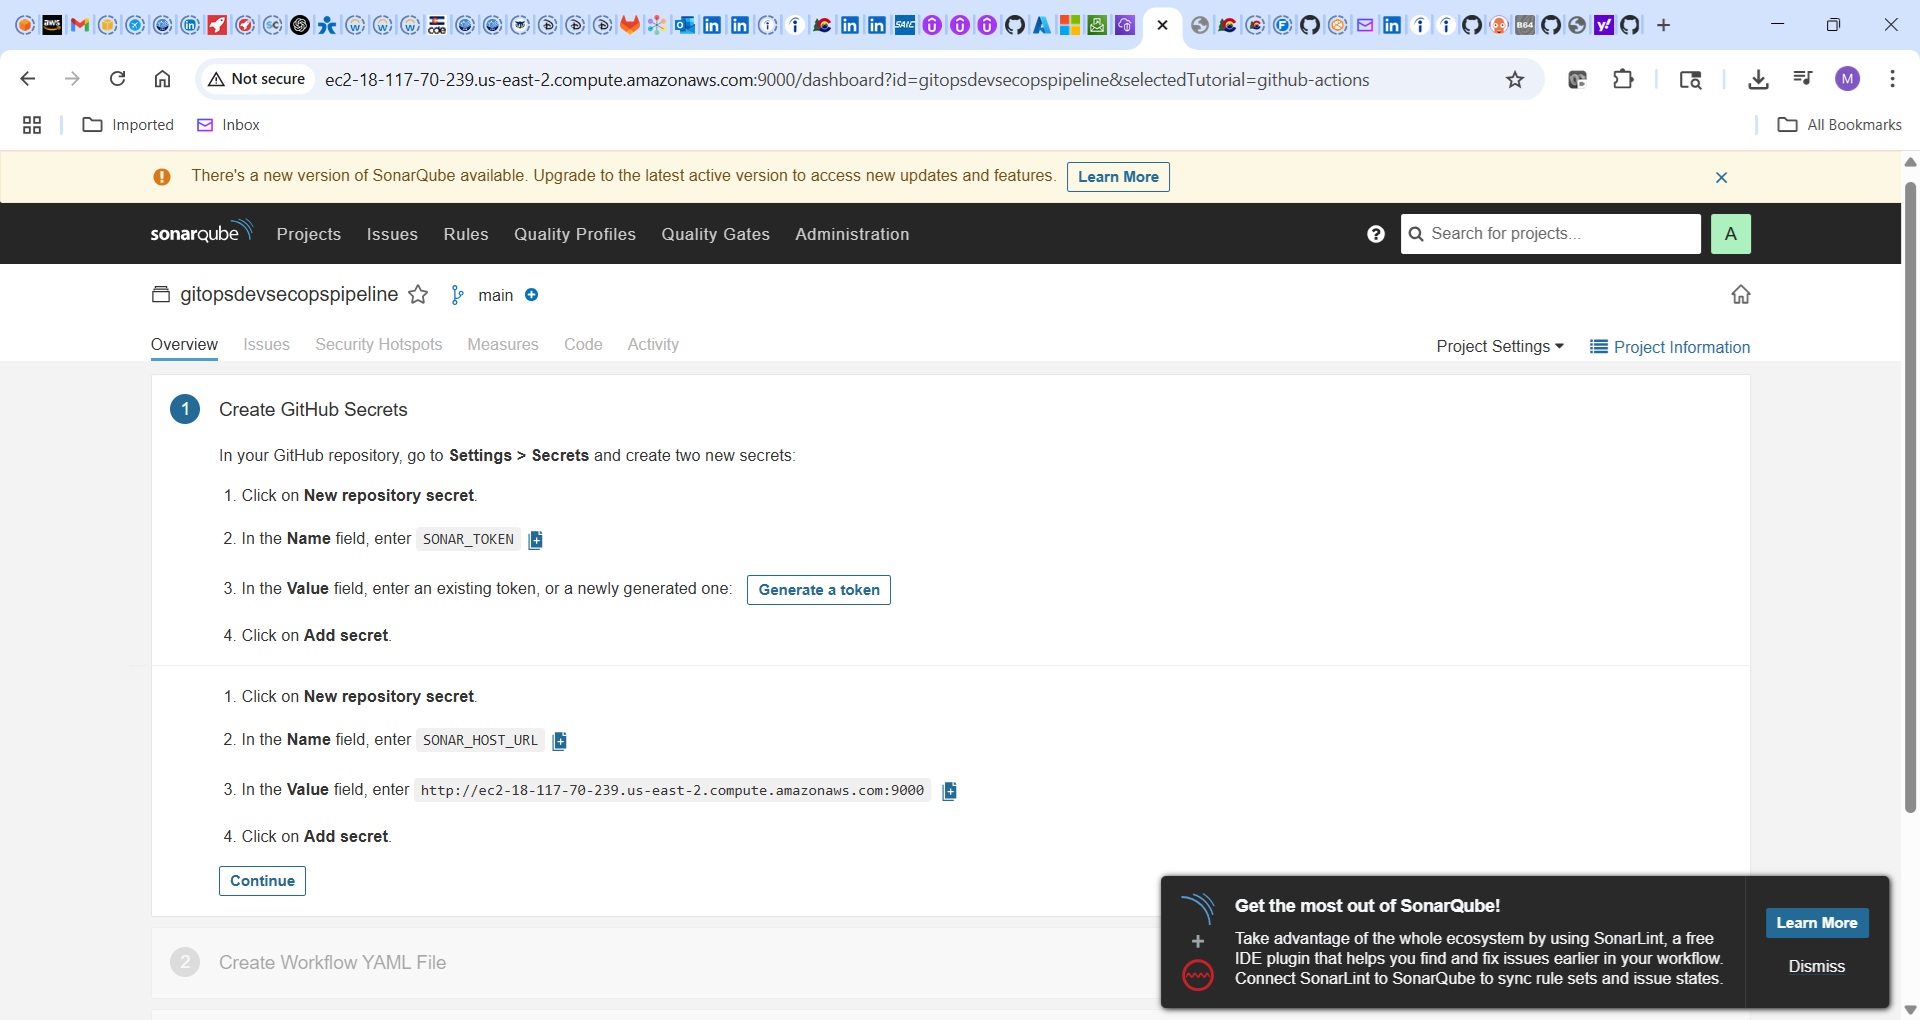 Not secure
ec2-18-117-70-239.us-east-2.compute.amazonaws.com:9000/dashboard?id=gitopsdevsecopspipeline&selectedTutorial=github-actions
M
Imported
Inbox
All Bookmarks
There's a new version of SonarQube available. Upgrade to the latest active version to access new updates and features.
Learn More
sonarqube
Projects
Issues
Rules
Quality Profiles
Quality Gates
Administration
Search for projects...
A
gitopsdevsecopspipeline
main
Overview
Issues
Security Hotspots
Measures
Code
Activity
Project Settings
Project Information
1
Create GitHub Secrets
In your GitHub repository, go to Settings > Secrets and create two new secrets:
1. Click on New repository secret.
2. In the Name field, enter SONAR_TOKEN
3. In the Value field, enter an existing token, or a newly generated one: Generate a token
4. Click on Add secret.
1. Click on New repository secret.
2. In the Name field, enter SONAR_HOST_URL
3. In the Value field, enter http://ec2-18-117-70-239.us-east-2.compute.amazonaws.com:9000
4. Click on Add secret.
Continue
2
Create Workflow YAML File
Get the most out of SonarQube!
Take advantage of the whole ecosystem by using SonarLint, a free
IDE plugin that helps you find and fix issues earlier in your workflow.
Connect SonarLint to SonarQube to sync rule sets and issue states.
Learn More
Dismiss